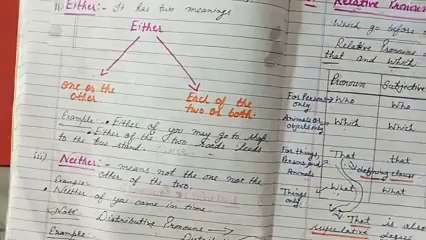 ii) Either:- It has two meanings
Either
One or the
other
Each of the
two or both.
Example:- • Either of you may go to shop.
• Either of the two roads leads
to the bus stand.
iii) Neither:- means not the one not the
other of the two.
Example:
• Neither of you came in time.
Note: Distributive Pronouns →
Example:
Relative Pronouns
Which go before
Relative Pronouns
that and which
Pronoun Subjective
For Persons only → Who Who
Animals or objects only → Which Which
For things, Persons, Animals That that
defining clauses
Things only What What
→ That is also
superlative degree